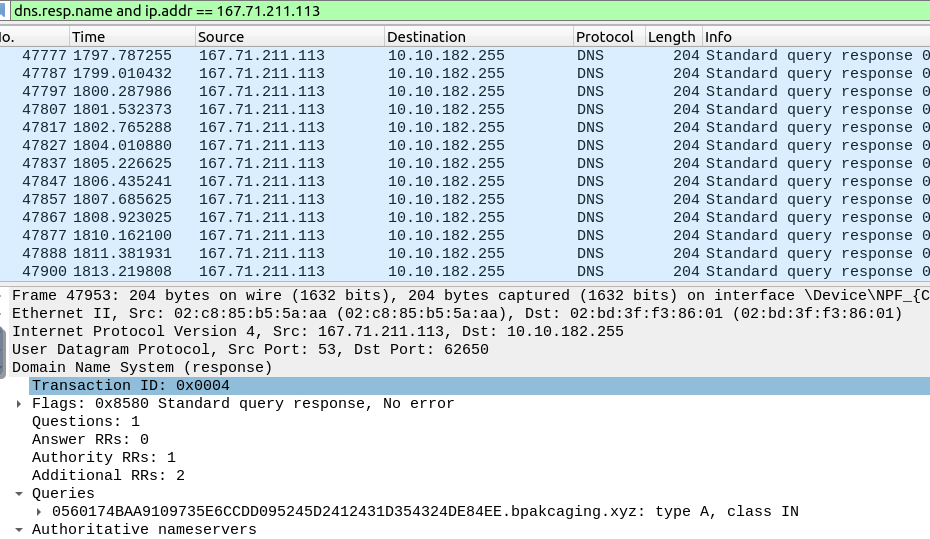 dns.resp.name and ip.addr == 167.71.211.113
No. Time Source Destination Protocol Length Info
47777 1797.787255 167.71.211.113 10.10.182.255 DNS 204 Standard query response 0
47787 1799.010432 167.71.211.113 10.10.182.255 DNS 204 Standard query response 0
47797 1800.287986 167.71.211.113 10.10.182.255 DNS 204 Standard query response 0
47807 1801.532373 167.71.211.113 10.10.182.255 DNS 204 Standard query response 0
47817 1802.765288 167.71.211.113 10.10.182.255 DNS 204 Standard query response 0
47827 1804.010880 167.71.211.113 10.10.182.255 DNS 204 Standard query response 0
47837 1805.226625 167.71.211.113 10.10.182.255 DNS 204 Standard query response 0
47847 1806.435241 167.71.211.113 10.10.182.255 DNS 204 Standard query response 0
47857 1807.685625 167.71.211.113 10.10.182.255 DNS 204 Standard query response 0
47867 1808.923025 167.71.211.113 10.10.182.255 DNS 204 Standard query response 0
47877 1810.162100 167.71.211.113 10.10.182.255 DNS 204 Standard query response 0
47888 1811.381931 167.71.211.113 10.10.182.255 DNS 204 Standard query response 0
47900 1813.219808 167.71.211.113 10.10.182.255 DNS 204 Standard query response 0
Frame 47953: 204 bytes on wire (1632 bits), 204 bytes captured (1632 bits) on interface \Device\NPF_{C
Ethernet II, Src: 02:c8:85:b5:5a:aa (02:c8:85:b5:5a:aa), Dst: 02:bd:3f:f3:86:01 (02:bd:3f:f3:86:01)
Internet Protocol Version 4, Src: 167.71.211.113, Dst: 10.10.182.255
User Datagram Protocol, Src Port: 53, Dst Port: 62650
Domain Name System (response)
Transaction ID: 0x0004
Flags: 0x8580 Standard query response, No error
Questions: 1
Answer RRs: 0
Authority RRs: 1
Additional RRs: 2
Queries
0560174BAA9109735E6CCDD095245D2412431D354324DE84EE.bpakcaging.xyz: type A, class IN
Authoritative nameservers